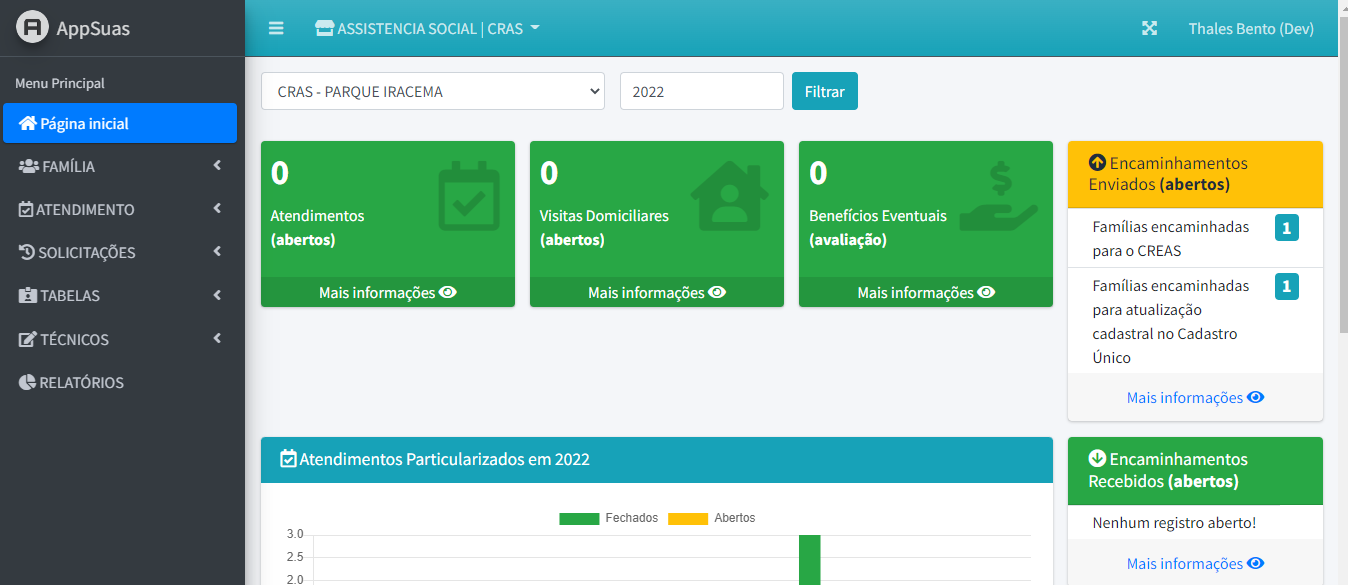 AppSuas
ASSISTENCIA SOCIAL | CRAS
Thales Bento (Dev)
Menu Principal
Página inicial
FAMÍLIA
ATENDIMENTO
SOLICITAÇÕES
TABELAS
TÉCNICOS
RELATÓRIOS
CRAS - PARQUE IRACEMA
2022
Filtrar
0
Atendimentos
(abertos)
Mais informações
0
Visitas Domiciliares
(abertos)
Mais informações
0
Benefícios Eventuais
(avaliação)
Mais informações
Encaminhamentos
Enviados (abertos)
Famílias encaminhadas 1
para o CREAS
Famílias encaminhadas 1
para atualização
cadastral no Cadastro
Único
Mais informações
Atendimentos Particularizados em 2022
Fechados Abertos
3.0
2.5
2.0
Encaminhamentos
Recebidos (abertos)
Nenhum registro aberto!
Mais informações